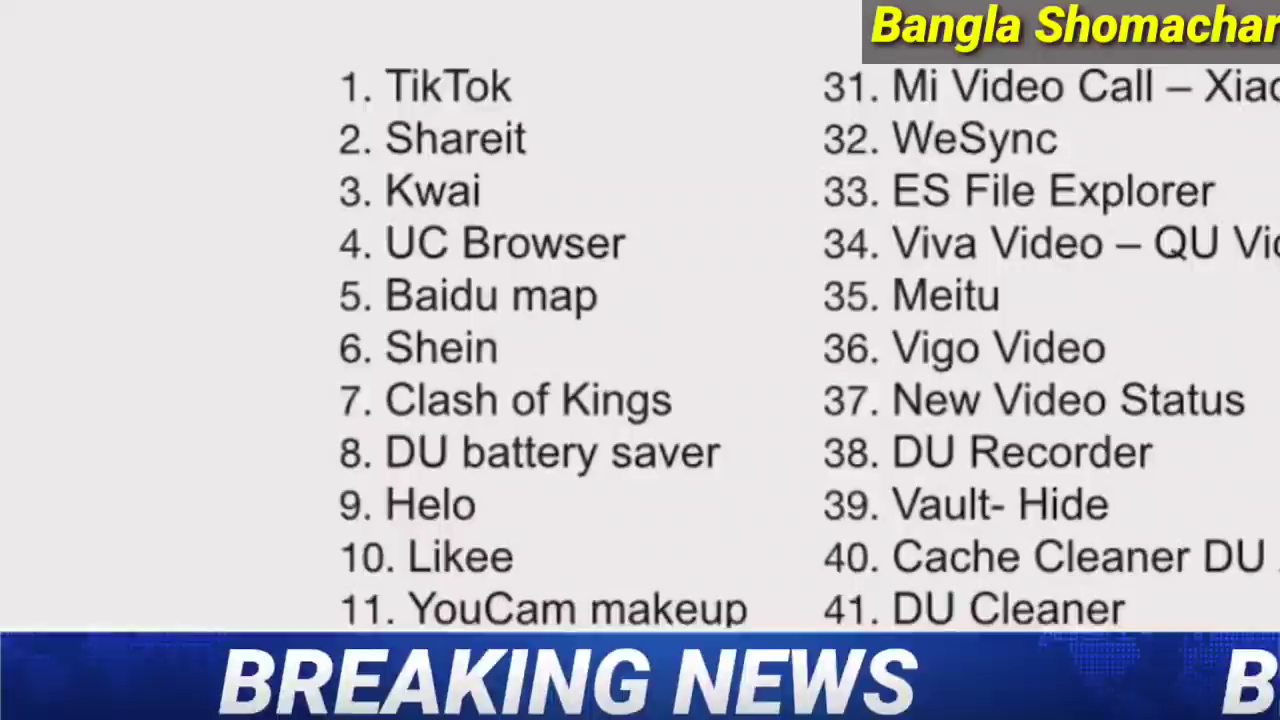 Bangla Shomachar
1. TikTok
2. Shareit
3. Kwai
4. UC Browser
5. Baidu map
6. Shein
7. Clash of Kings
8. DU battery saver
9. Helo
10. Likee
11. YouCam makeup
31. Mi Video Call –
32. WeSync
33. ES File Explorer
34. Viva Video – QU
35. Meitu
36. Vigo Video
37. New Video Status
38. DU Recorder
39. Vault- Hide
40. Cache Cleaner DU
41. DU Cleaner
BREAKING NEWS